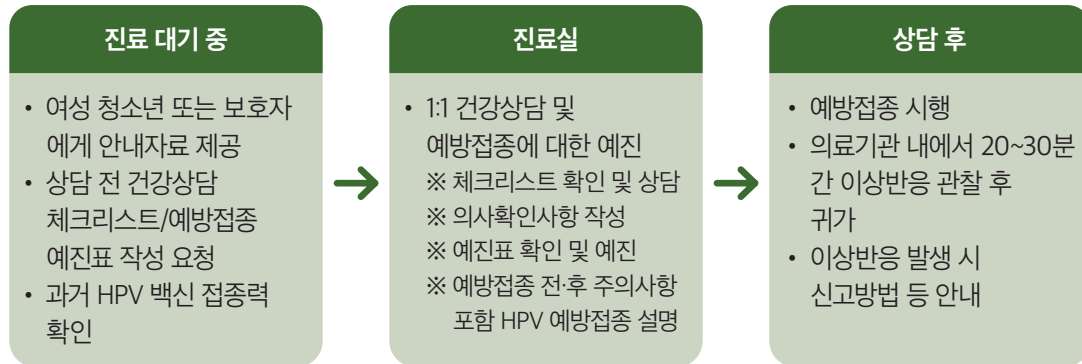 진료 대기 중
• 여성 청소년 또는 보호자
에게 안내자료 제공
• 상담 전 건강상담
체크리스트/예방접종
예진표 작성 요청
• 과거 HPV 백신 접종력
확인
진료실
• 1:1 건강상담 및
예방접종에 대한 예진
※ 체크리스트 확인 및 상담
※ 의사확인사항 작성
※ 예진표 확인 및 예진
※ 예방접종 전·후 주의사항
포함 HPV 예방접종 설명
상담 후
• 예방접종 시행
• 의료기관 내에서 20~30분
간 이상반응 관찰 후
귀가
• 이상반응 발생 시
신고방법 등 안내